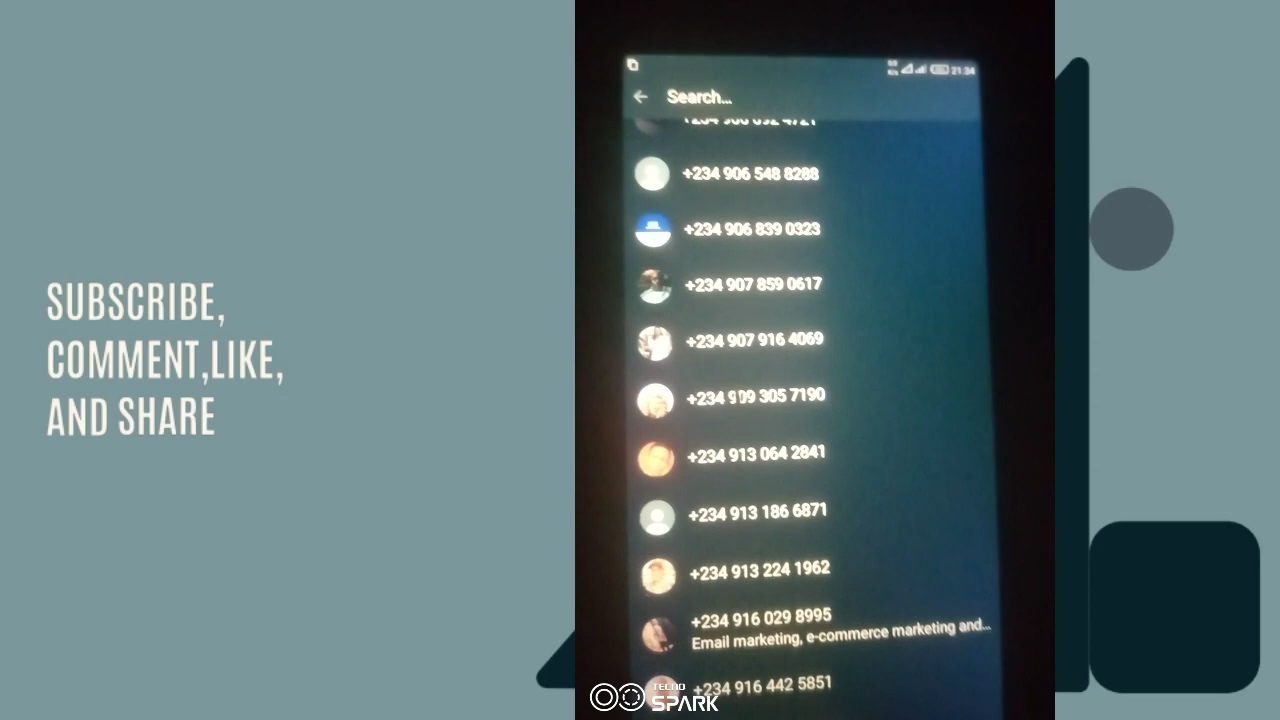 SUBSCRIBE,
COMMENT,LIKE,
AND SHARE
21:34
Search...
+234 906 548 8288
+234 906 839 0323
+234 907 859 0617
+234 907 916 4069
+234 909 305 7190
+234 913 064 2841
+234 913 186 6871
+234 913 224 1962
+234 916 029 8995
Email marketing, e-commerce marketing and...
+234 916 442 5851
TECNO
SPARK